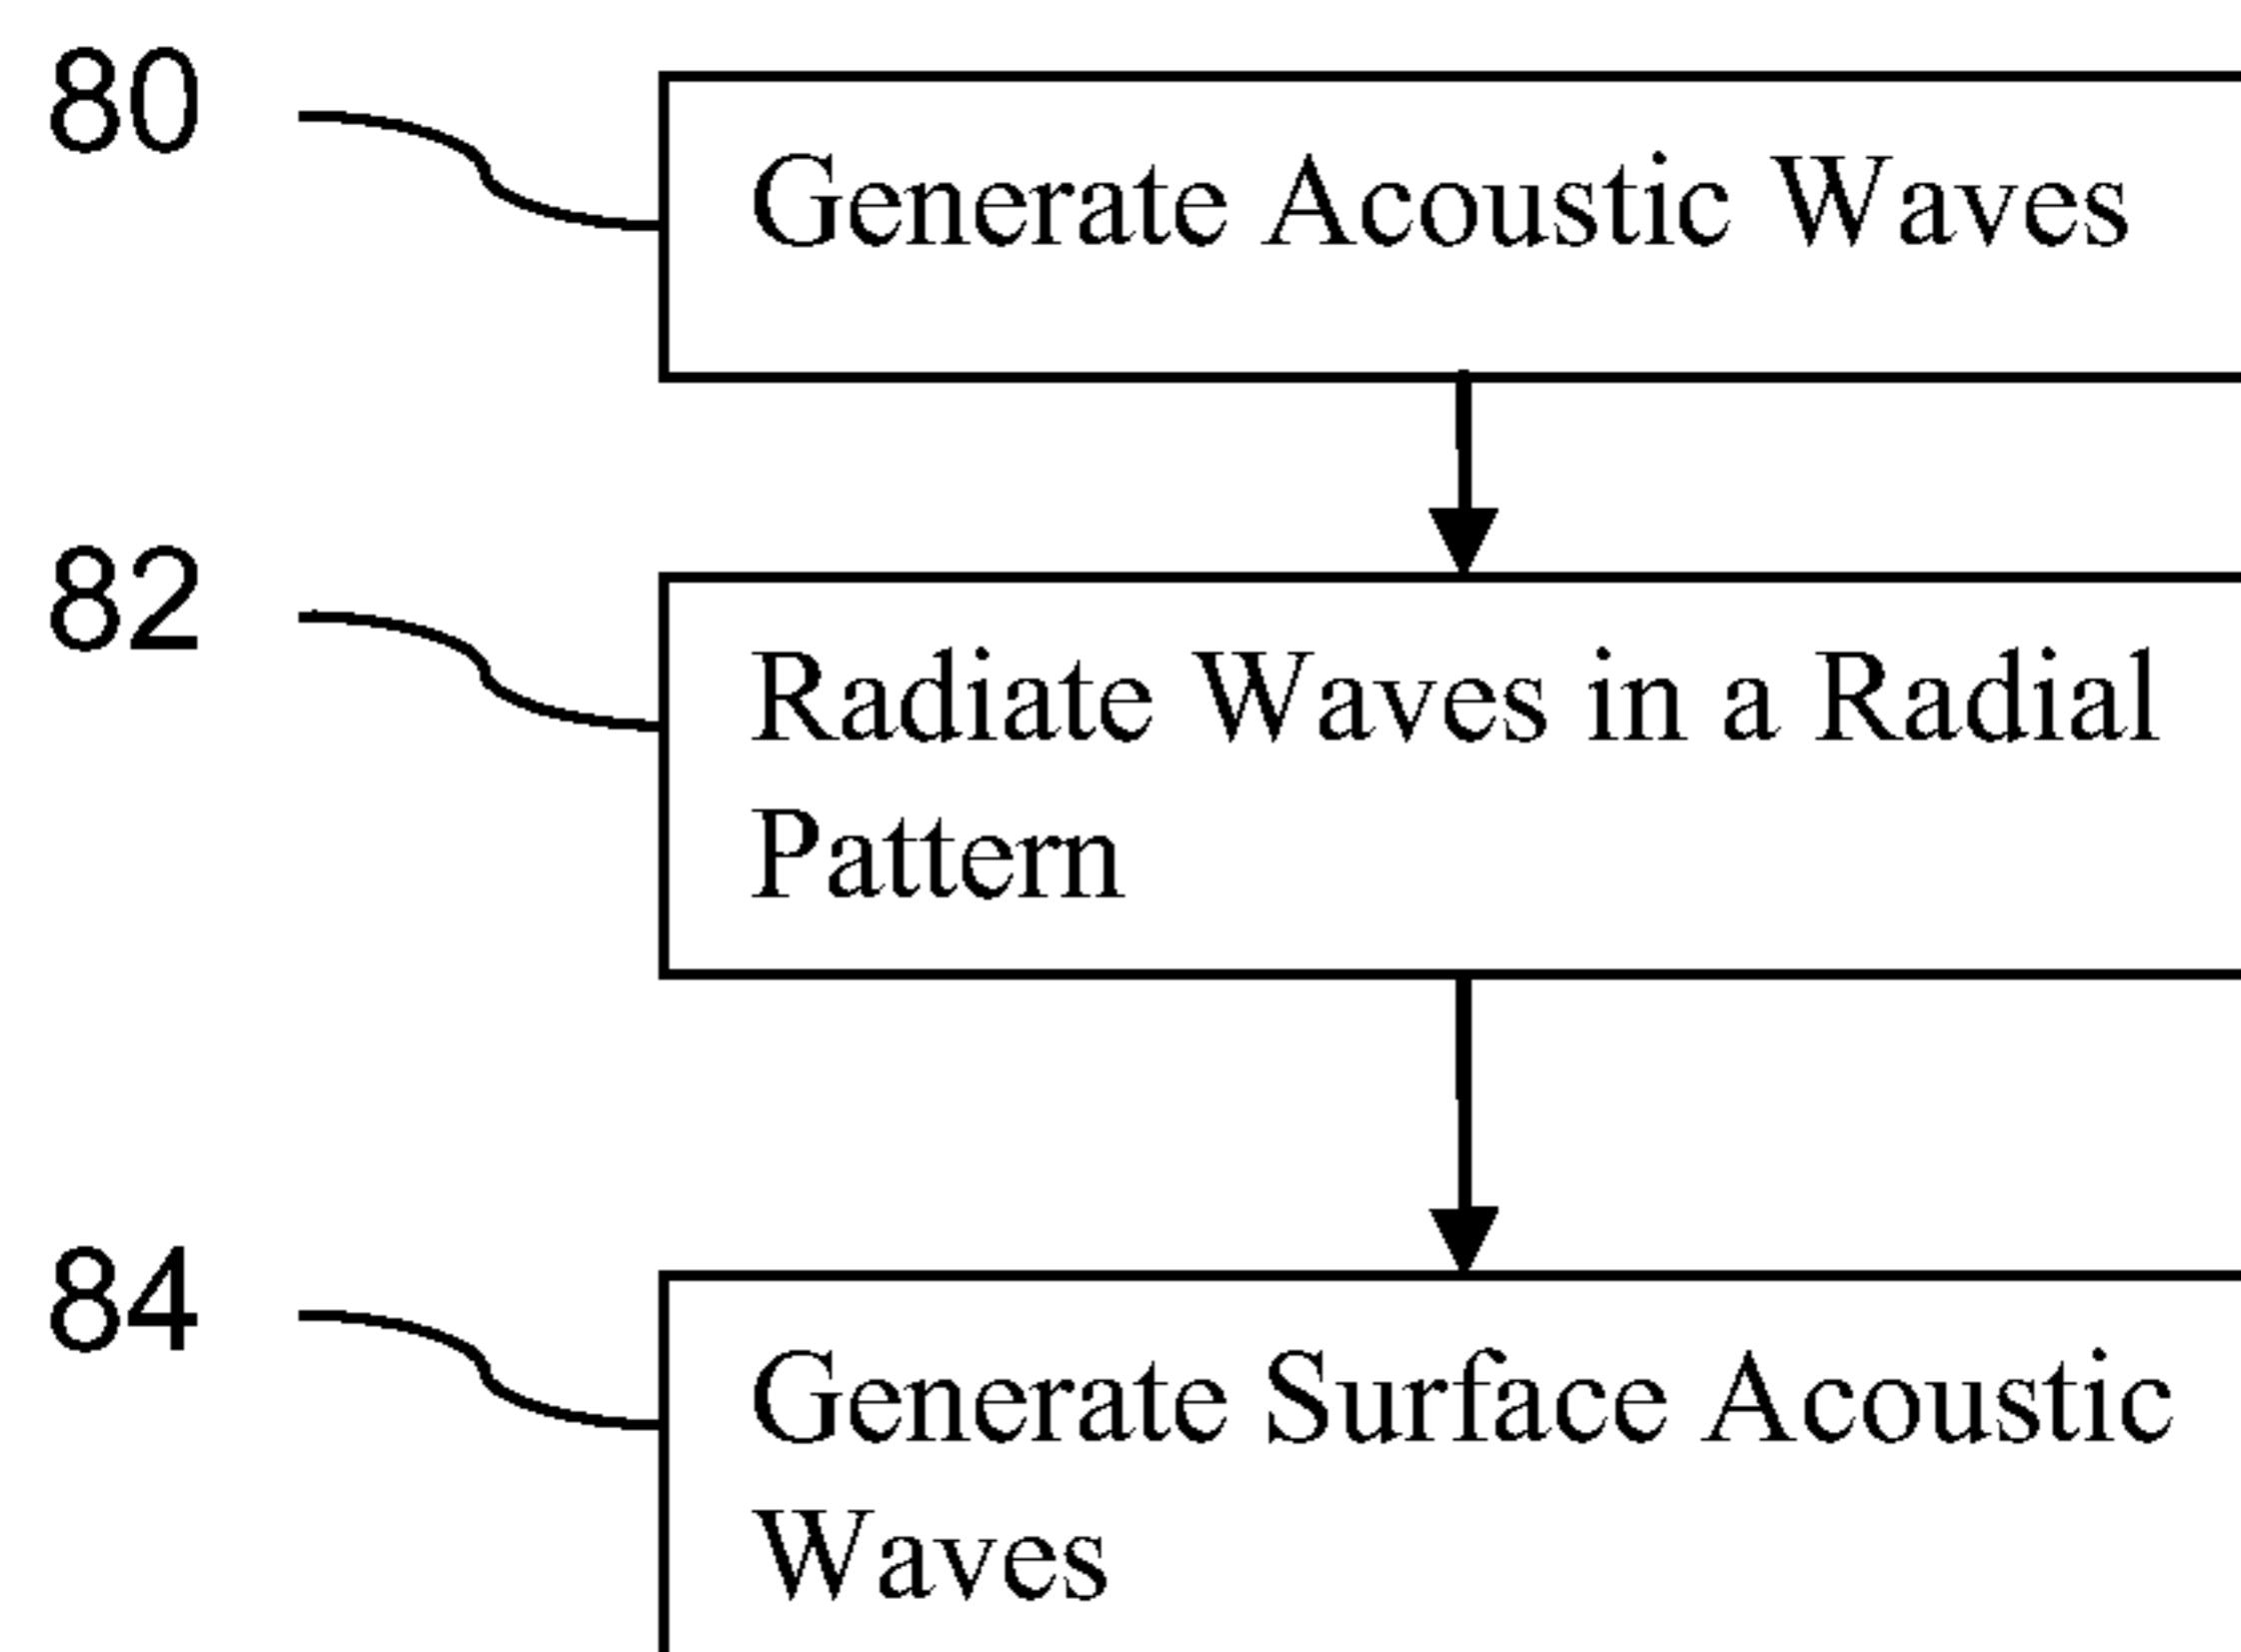 80
Generate Acoustic Waves
82
Radiate Waves in a Radial
Pattern
84
Generate Surface Acoustic
Waves